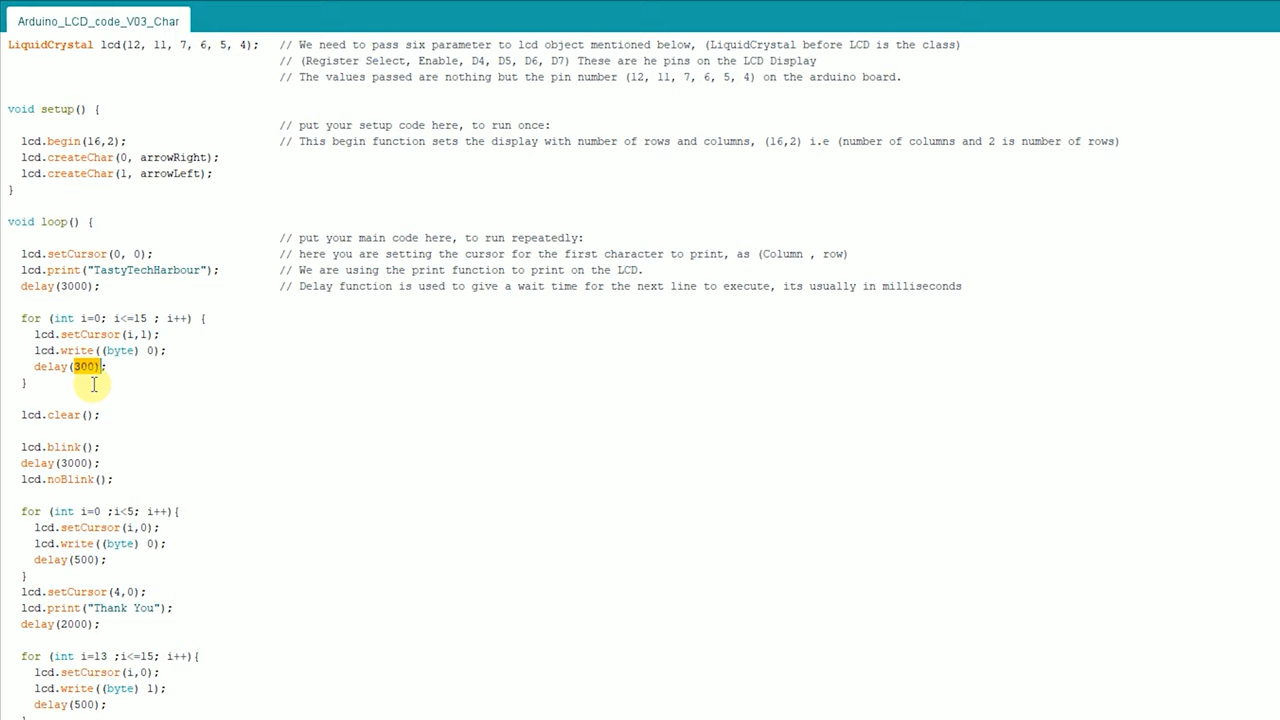 Arduino_LCD_code_V03_Char
LiquidCrystal lcd(12, 11, 7, 6, 5, 4); // We need to pass six parameter to lcd object mentioned below, (LiquidCrystal before LCD is the class)
// (Register Select, Enable, D4, D5, D6, D7) These are he pins on the LCD Display
// The values passed are nothing but the pin number (12, 11, 7, 6, 5, 4) on the arduino board.
void setup() {
// put your setup code here, to run once:
lcd.begin(16,2); // This begin function sets the display with number of rows and columns, (16,2) i.e (number of columns and 2 is number of rows)
lcd.createChar(0, arrowRight);
lcd.createChar(1, arrowLeft);
}
void loop() {
// put your main code here, to run repeatedly:
lcd.setCursor(0, 0); // here you are setting the cursor for the first character to print, as (Column , row)
lcd.print("TastyTechHarbour"); // We are using the print function to print on the LCD.
delay(3000); // Delay function is used to give a wait time for the next line to execute, its usually in milliseconds
for (int i=0; i<=15 ; i++) {
lcd.setCursor(i,1);
lcd.write((byte) 0);
delay(300);
}
lcd.clear();
lcd.blink();
delay(3000);
lcd.noBlink();
for (int i=0 ;i<5; i++){
lcd.setCursor(i,0);
lcd.write((byte) 0);
delay(500);
}
lcd.setCursor(4,0);
lcd.print("Thank You");
delay(2000);
for (int i=13 ;i<=15; i++){
lcd.setCursor(i,0);
lcd.write((byte) 1);
delay(500);
}